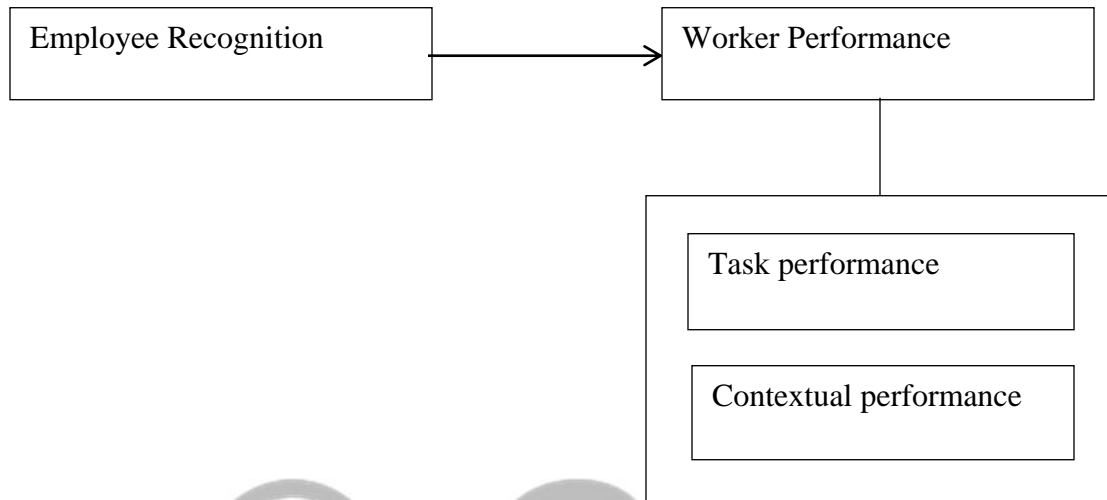 Employee Recognition
Worker Performance
Task performance
Contextual performance